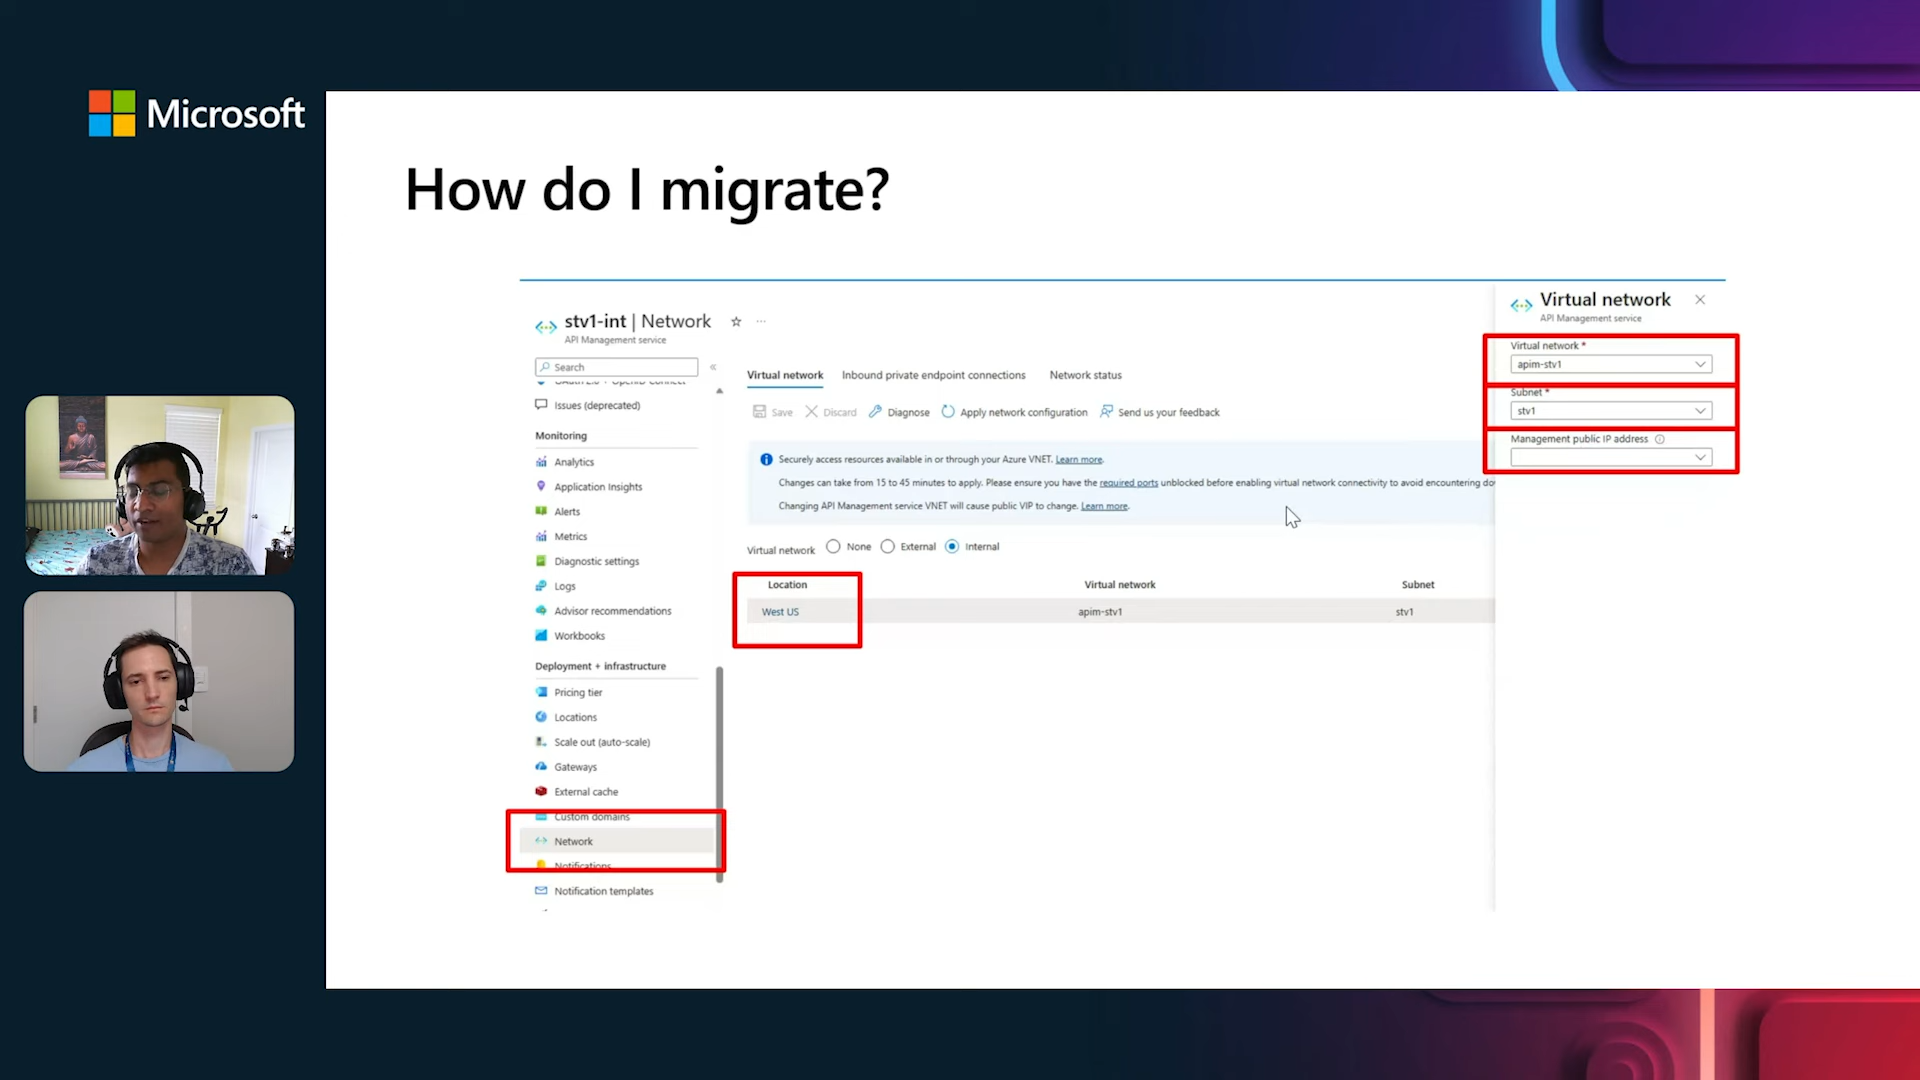 Microsoft
How do I migrate?
stv1-int | Network
API Management service
Search
OAuth 2.0 + OpenID Connect
Issues (deprecated)
Monitoring
Analytics
Application Insights
Alerts
Metrics
Diagnostic settings
Logs
Advisor recommendations
Workbooks
Deployment + infrastructure
Pricing tier
Locations
Scale out (auto-scale)
Gateways
External cache
Custom domains
Network
Notifications
Notification templates
Virtual network Inbound private endpoint connections Network status
Save Discard Diagnose Apply network configuration Send us your feedback
Securely access resources available in or through your Azure VNET. Learn more.
Changes can take from 15 to 45 minutes to apply. Please ensure you have the required ports unblocked before enabling virtual network connectivity to avoid encountering do
Changing API Management service VNET will cause public VIP to change. Learn more.
Virtual network None External Internal
Location Virtual network Subnet
West US apim-stv1 stv1
Virtual network
API Management service
Virtual network *
apim-stv1
Subnet *
stv1
Management public IP address